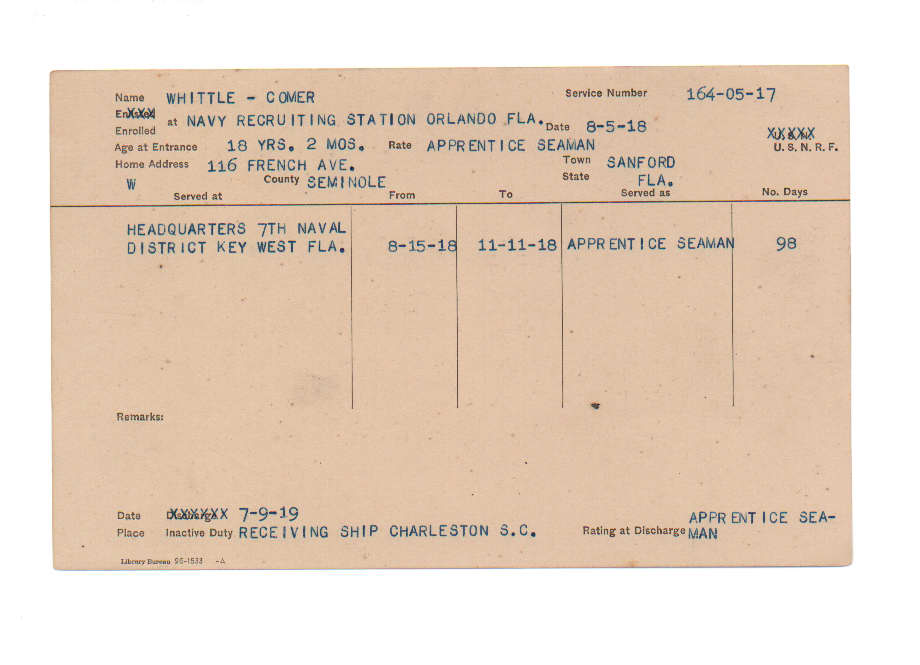 Name WHITTLE - COMER Service Number 164-05-17
Enlisted
Enrolled at NAVY RECRUITING STATION ORLANDO FLA. Date 8-5-18
U.S.N.R.F.
Age at Entrance 18 YRS. 2 MOS. Rate APPRENTICE SEAMAN
Home Address 116 FRENCH AVE. Town SANFORD
W County SEMINOLE State FLA.
Served at From To Served as No. Days
HEADQUARTERS 7TH NAVAL
DISTRICT KEY WEST FLA. 8-15-18 11-11-18 APPRENTICE SEAMAN 98
Remarks:
Date Discharge 7-9-19
Place Inactive Duty RECEIVING SHIP CHARLESTON S.C. Rating at Discharge APPRENTICE SEA-
MAN
Library Bureau 96-1533 -A